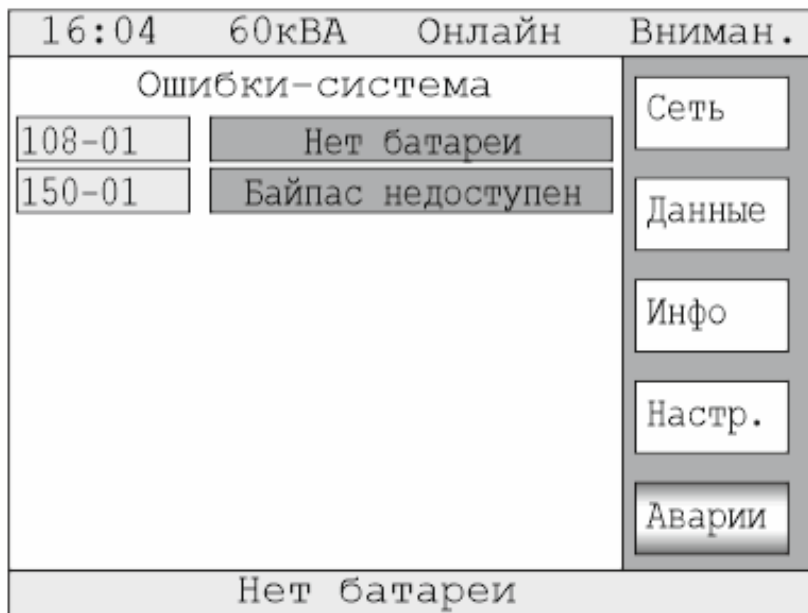 16:04 60кВА Онлайн Вниман.
Ошибки-система
108-01 Нет батареи
150-01 Байпас недоступен
Сеть
Данные
Инфо
Настр.
Аварии
Нет батареи